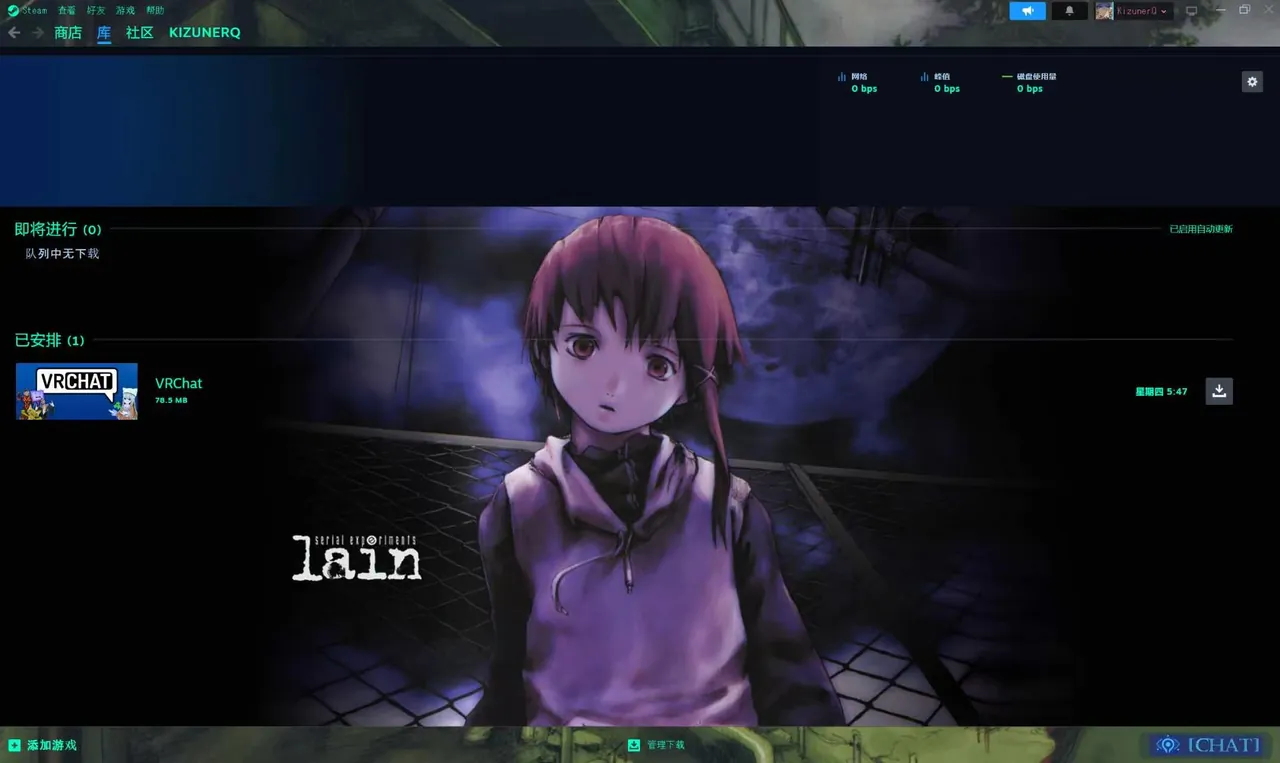 Steam 查看 好友 游戏 帮助
KizunerQ
商店 库 社区 KIZUNERQ
网络 峰值 磁盘使用量
0 bps 0 bps 0 bps
即将进行 (0)
已启用自动更新
队列中无下载
已安排 (1)
VRCHAT
VRChat
78.5 MB
星期四 5:47
serial experiments
lain
添加游戏
管理下载
[CHAT]